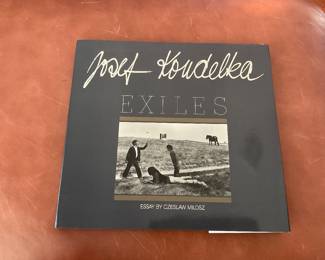 Josef Koudelka
EXILES
ESSAY BY CZESLAW MILOSZ